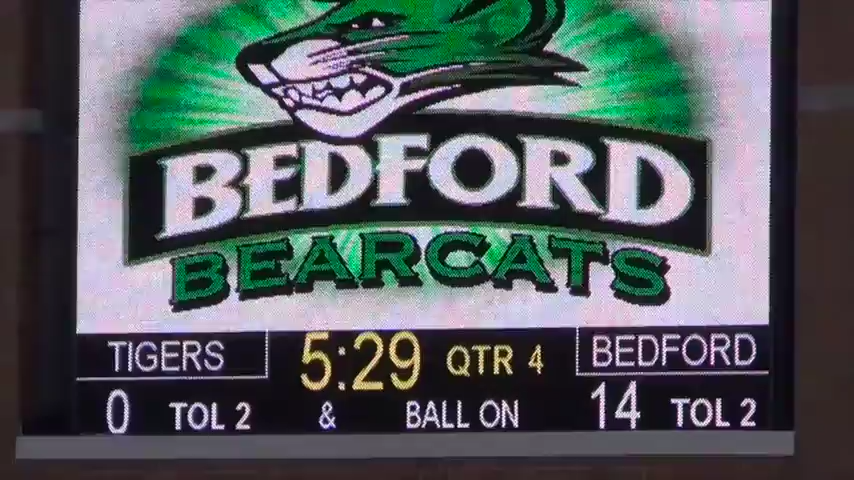 BEDFORD
BEARCATS
TIGERS 5:29 QTR 4 BEDFORD
0 TOL 2 & BALL ON 14 TOL 2